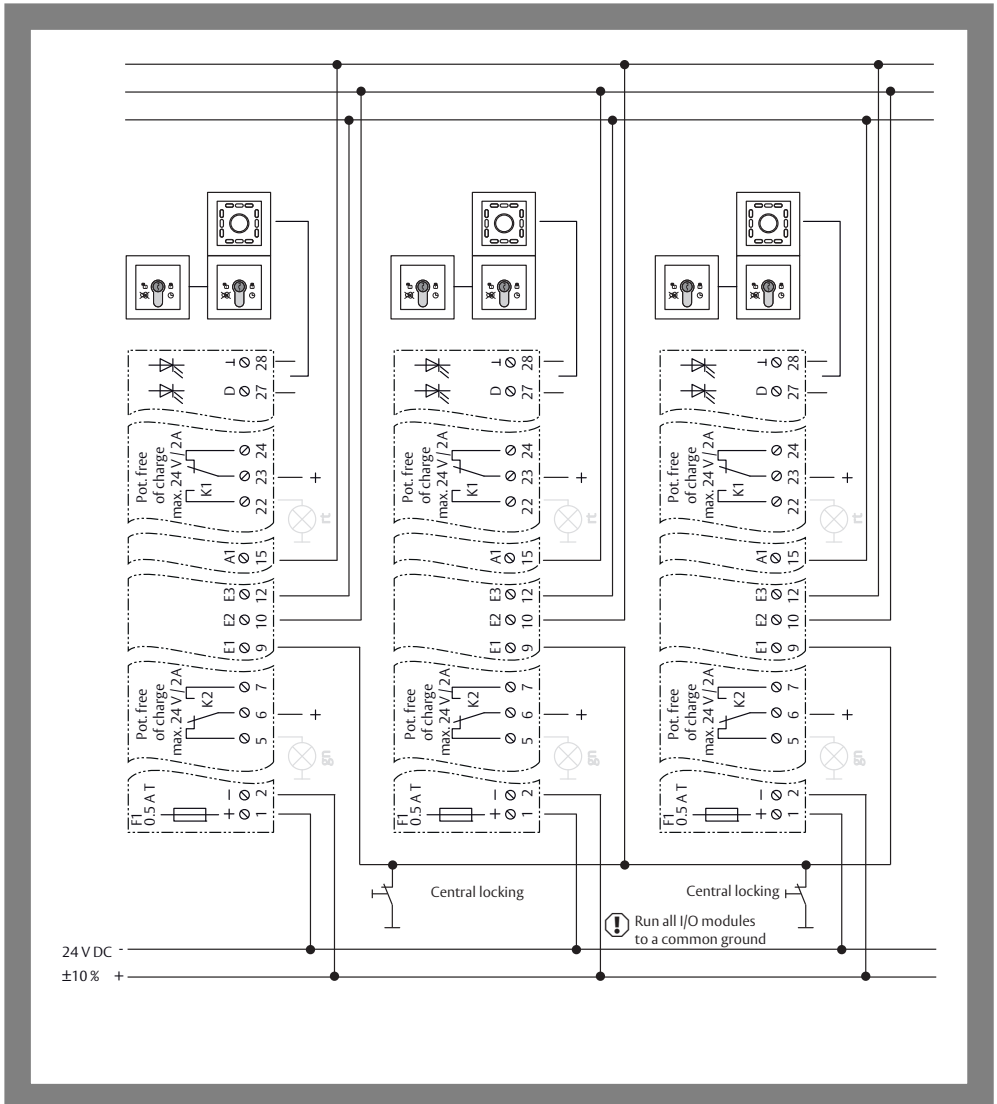 ⊥ 28
D 27
Pot. free
of charge
max. 24 V / 2A
K1
24
23 +
22
rt
A1 15
E3 12
E2 10
E1 9
Pot. free
of charge
max. 24 V / 2A
K2
7
6 +
5
gn
F1
0.5 A T
− 2
+ 1
⊥ 28
D 27
Pot. free
of charge
max. 24 V / 2A
K1
24
23 +
22
rt
A1 15
E3 12
E2 10
E1 9
Pot. free
of charge
max. 24 V / 2A
K2
7
6 +
5
gn
F1
0.5 A T
− 2
+ 1
⊥ 28
D 27
Pot. free
of charge
max. 24 V / 2A
K1
24
23 +
22
rt
A1 15
E3 12
E2 10
E1 9
Pot. free
of charge
max. 24 V / 2A
K2
7
6 +
5
gn
F1
0.5 A T
− 2
+ 1
Central locking
Central locking
! Run all I/O modules
to a common ground
24 V DC -
±10 % +